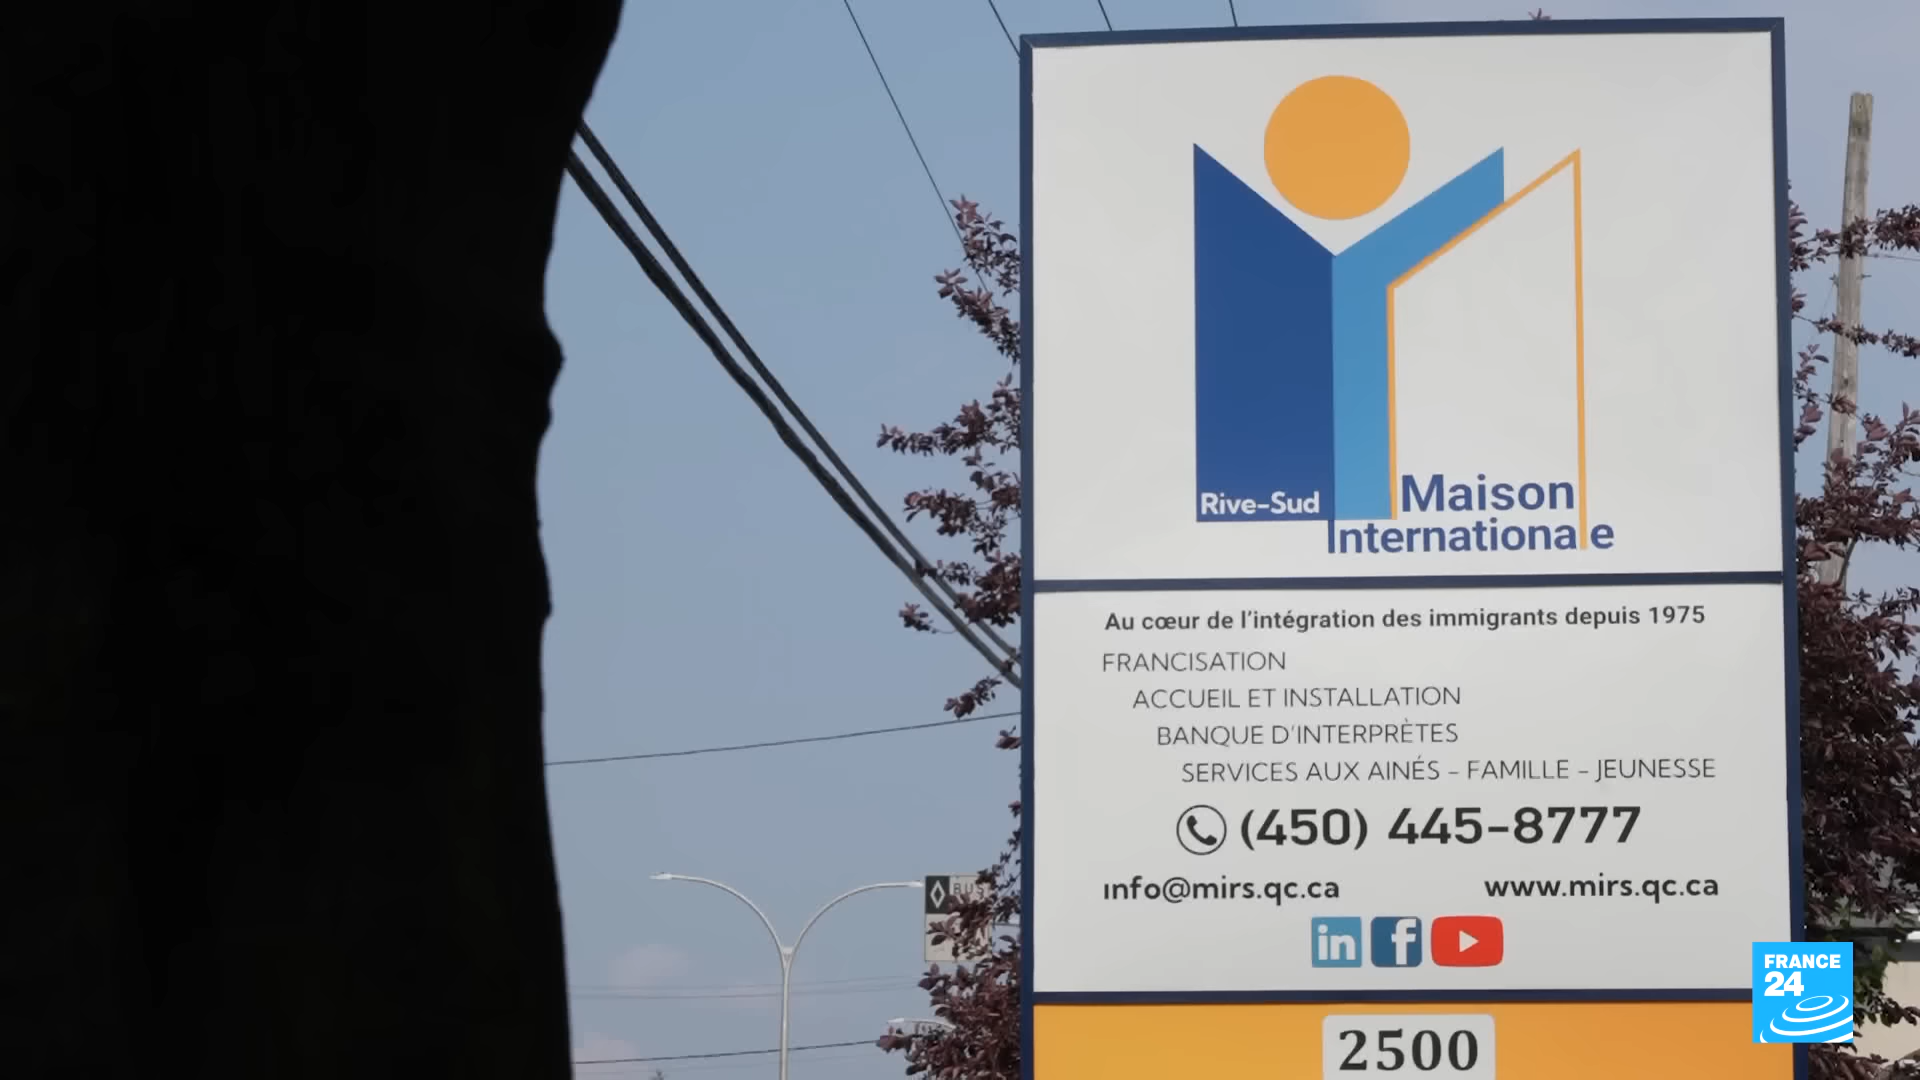 Rive-Sud
Maison
Internationale
Au cœur de l'intégration des immigrants depuis 1975
FRANCISATION
ACCUEIL ET INSTALLATION
BANQUE D'INTERPRÈTES
SERVICES AUX AINÉS - FAMILLE - JEUNESSE
(450) 445-8777
info@mirs.qc.ca
www.mirs.qc.ca
in f
BUS
2500
FRANCE
24